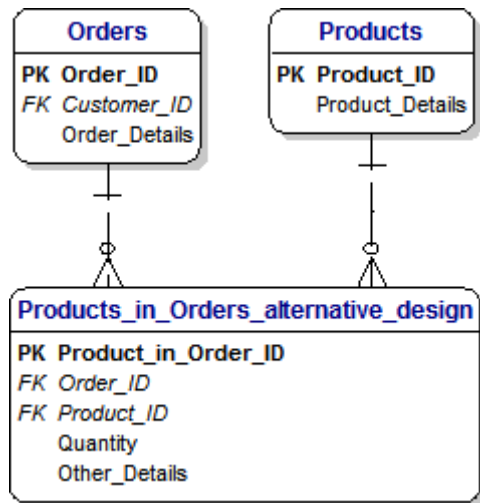 Orders
PK Order_ID
FK Customer_ID
Order_Details
Products
PK Product_ID
Product_Details
Products_in_Orders_alternative_design
PK Product_in_Order_ID
FK Order_ID
FK Product_ID
Quantity
Other_Details